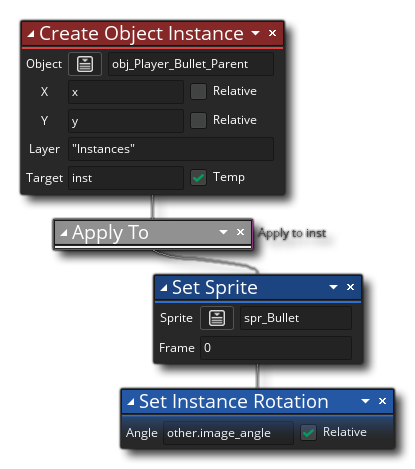 Create Object Instance
Object obj_Player_Bullet_Parent
X x Relative
Y y Relative
Layer "Instances"
Target inst Temp
Apply To Apply to inst
Set Sprite
Sprite spr_Bullet
Frame 0
Set Instance Rotation
Angle other.image_angle Relative